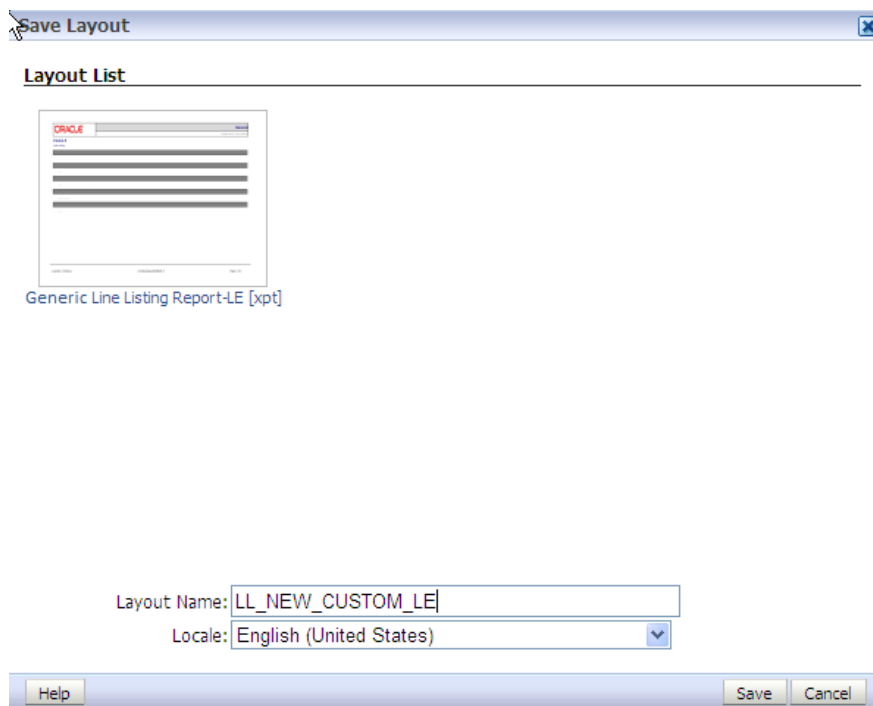 Save Layout
Layout List
ORACLE
Generic Line Listing Report-LE [xpt]
Layout Name: LL_NEW_CUSTOM_LE
Locale: English (United States)
Help Save Cancel